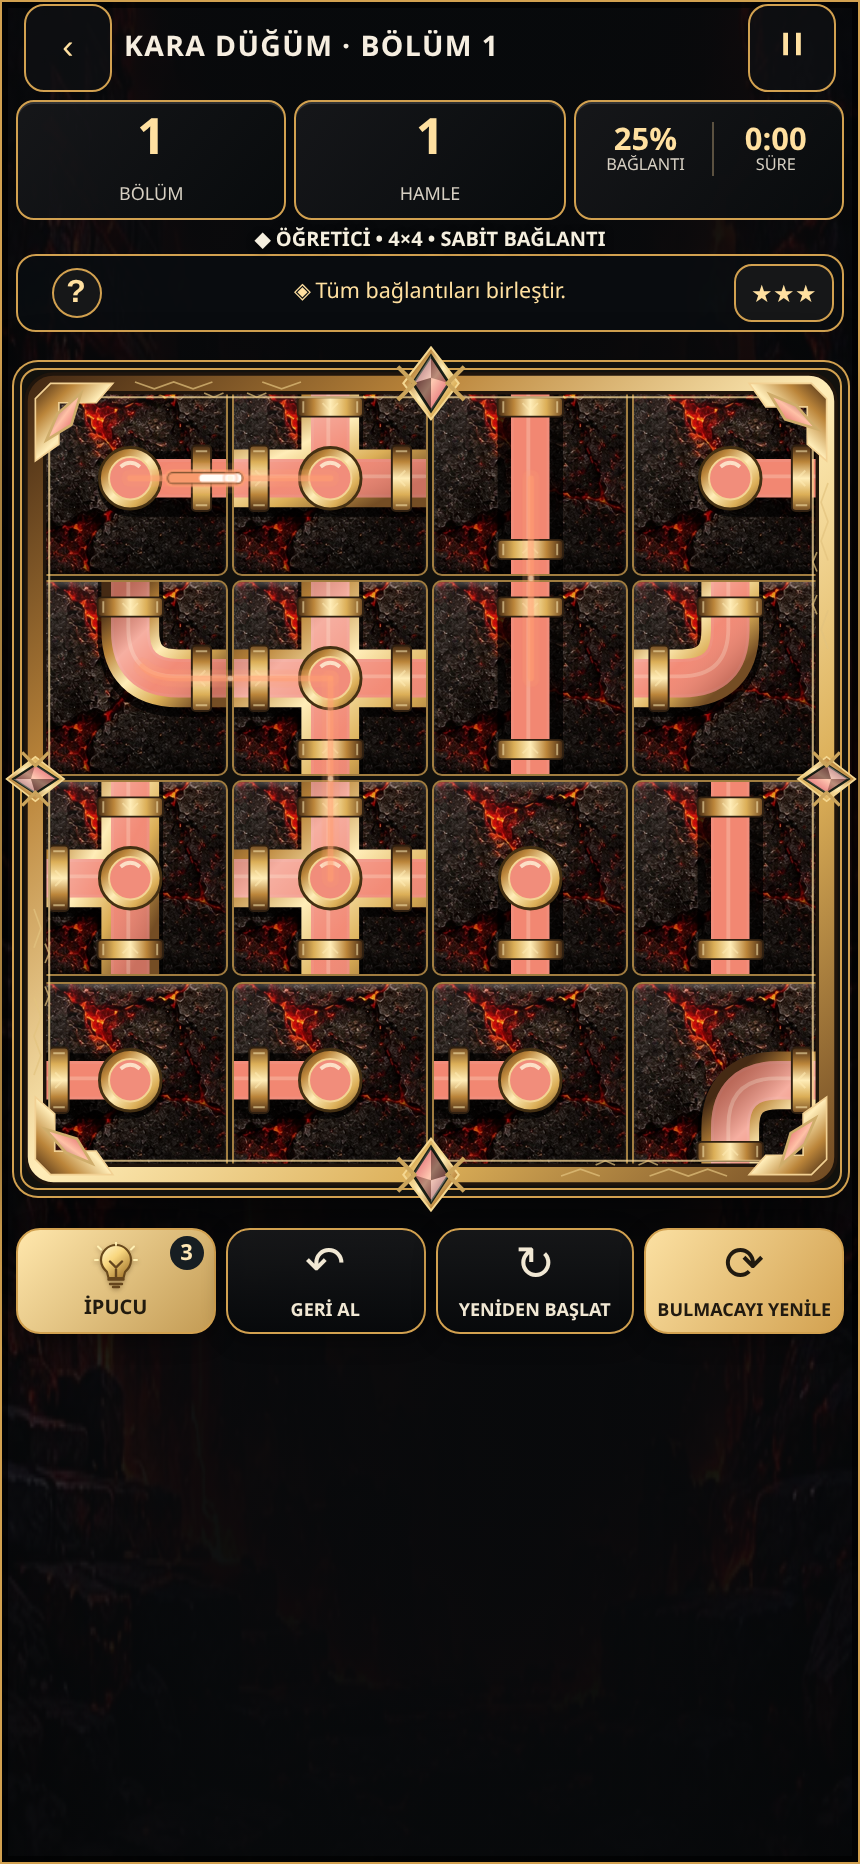 KARA DÜĞÜM · BÖLÜM 1
1
BÖLÜM
1
HAMLE
25%
BAĞLANTI
0:00
SÜRE
◆ ÖĞRETİCİ • 4×4 • SABİT BAĞLANTI
?
◈ Tüm bağlantıları birleştir.
★★★
3
İPUCU
GERİ AL
YENİDEN BAŞLAT
BULMACAYI YENİLE